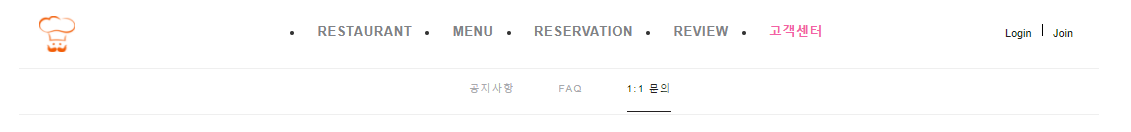 RESTAURANT MENU RESERVATION REVIEW 고객센터 Login Join
공지사항 FAQ 1:1 문의